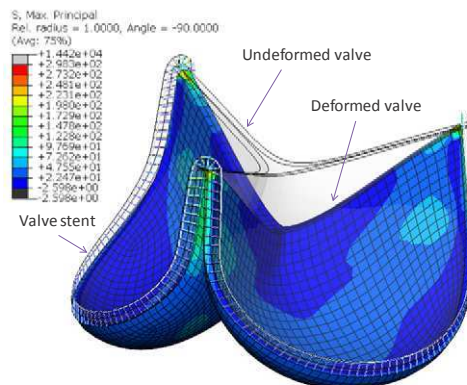 S, Max. Principal
Rel. radius = 1.0000, Angle = -90.0000
(Avg: 75%)
+1.442e+04
+2.983e+02
+2.732e+02
+2.481e+02
+2.231e+02
+1.980e+02
+1.729e+02
+1.478e+02
+1.228e+02
+9.769e+01
+7.262e+01
+4.755e+01
+2.247e+01
-2.598e+00
-2.598e+00
Undeformed valve
Deformed valve
Valve stent